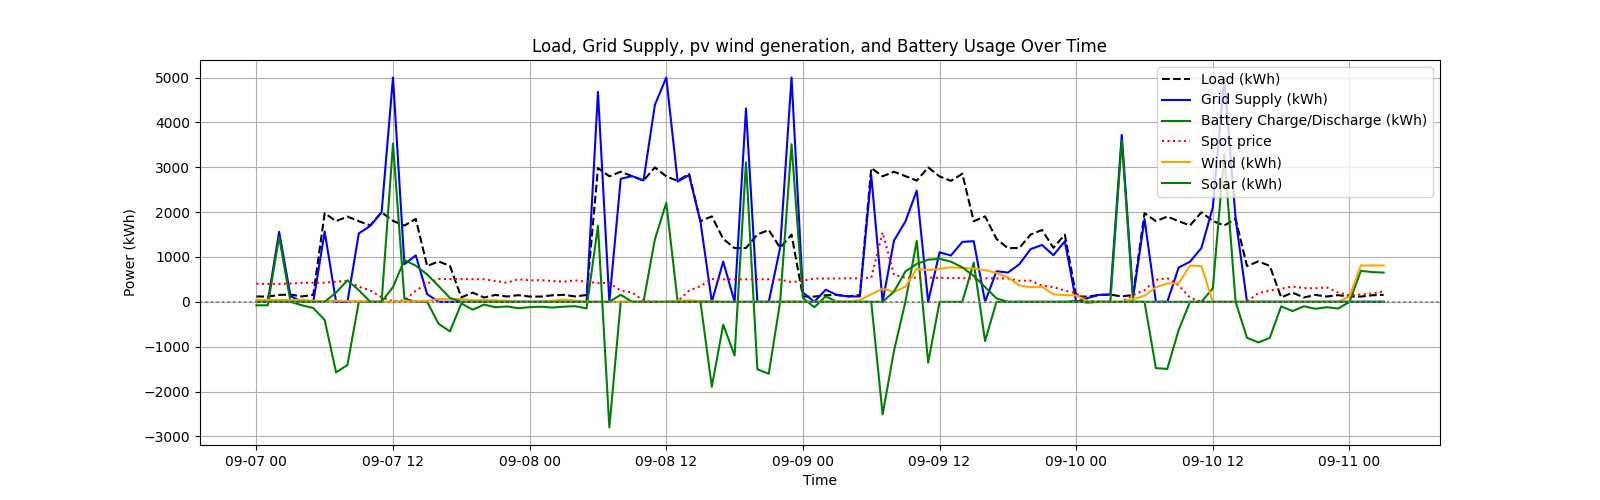 Load, Grid Supply, pv wind generation, and Battery Usage Over Time
Power (kWh)
5000
4000
3000
2000
1000
0
−1000
−2000
−3000
Load (kWh)
Grid Supply (kWh)
Battery Charge/Discharge (kWh)
Spot price
Wind (kWh)
Solar (kWh)
09-07 00 09-07 12 09-08 00 09-08 12 09-09 00 09-09 12 09-10 00 09-10 12 09-11 00
Time